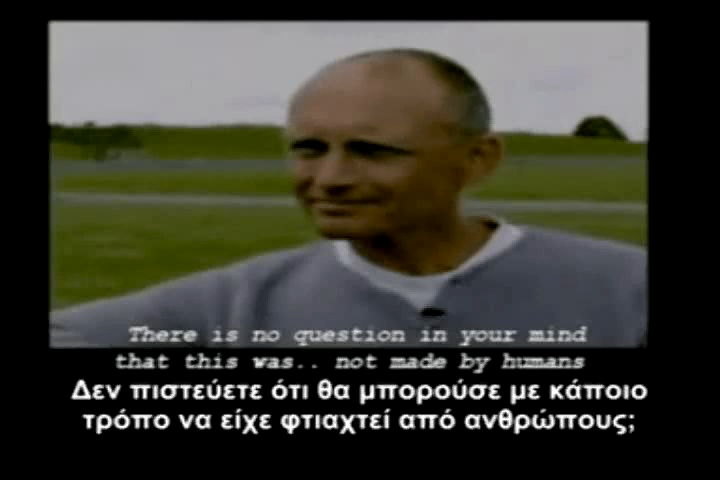 There is no question in your mind
that this was.. not made by humans
Δεν πιστεύετε ότι θα μπορούσε με κάποιο
τρόπο να είχε φτιαχτεί από ανθρώπους;